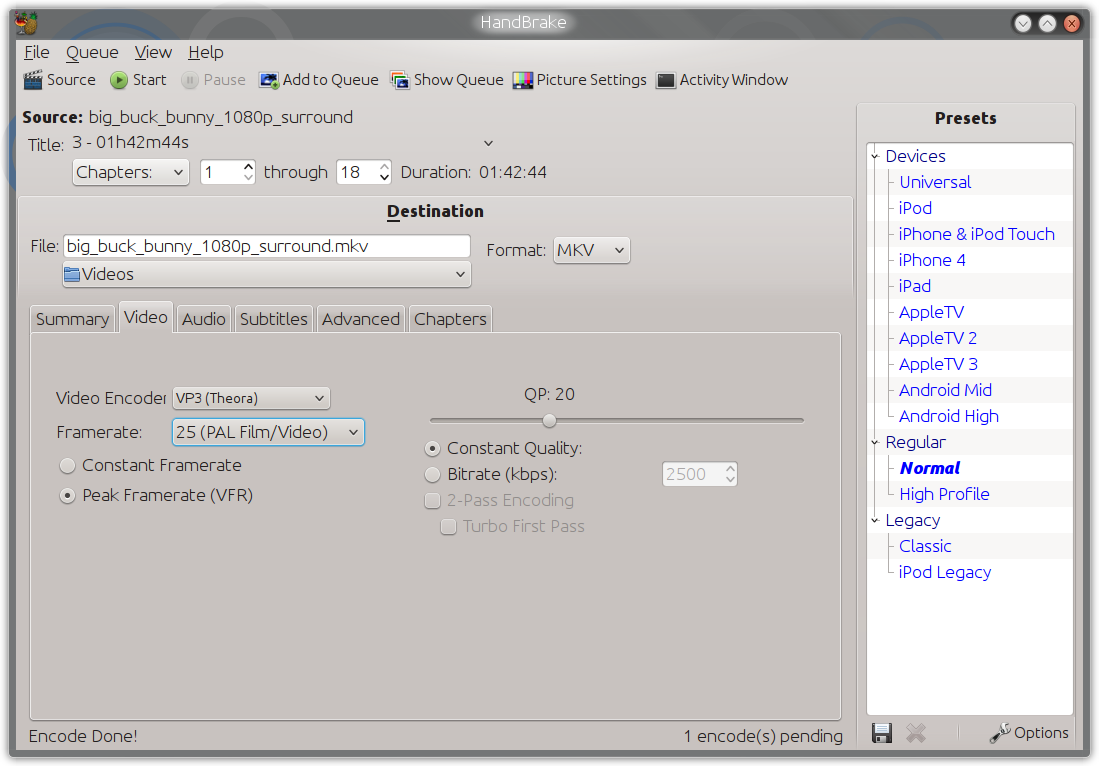 HandBrake
File Queue View Help
Source Start Pause Add to Queue Show Queue Picture Settings Activity Window
Source: big_buck_bunny_1080p_surround
Title: 3 - 01h42m44s
Chapters: 1 through 18 Duration: 01:42:44
Destination
File: big_buck_bunny_1080p_surround.mkv Format: MKV
Videos
Summary Video Audio Subtitles Advanced Chapters
Video Encoder VP3 (Theora)
Framerate: 25 (PAL Film/Video)
Constant Framerate
Peak Framerate (VFR)
QP: 20
Constant Quality:
Bitrate (kbps): 2500
2-Pass Encoding
Turbo First Pass
Encode Done! 1 encode(s) pending
Presets
Devices
Universal
iPod
iPhone & iPod Touch
iPhone 4
iPad
AppleTV
AppleTV 2
AppleTV 3
Android Mid
Android High
Regular
Normal
High Profile
Legacy
Classic
iPod Legacy
Options